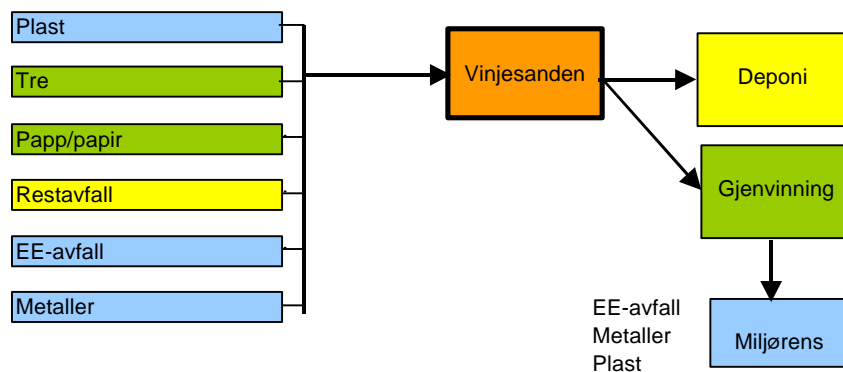 Plast
Tre
Papp/papir
Restavfall
EE-avfall
Metaller
Vinjesanden
Deponi
Gjenvinning
EE-avfall
Metaller
Plast
Miljørens